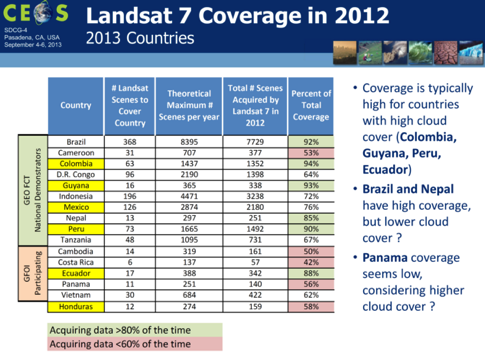 CEOS
SDCG-4
Pasadena, CA, USA
September 4-6, 2013
Landsat 7 Coverage in 2012
2013 Countries
Country | # Landsat Scenes to Cover Country | Theoretical Maximum # Scenes per year | Total # Scenes Acquired by Landsat 7 in 2012 | Percent of Total Coverage
GEO FCT National Demonstrators
Brazil 368 8395 7729 92%
Cameroon 31 707 377 53%
Colombia 63 1437 1352 94%
D.R. Congo 96 2190 1398 64%
Guyana 16 365 338 93%
Indonesia 196 4471 3238 72%
Mexico 126 2874 2180 76%
Nepal 13 297 251 85%
Peru 73 1665 1492 90%
Tanzania 48 1095 731 67%
GFOI Participating
Cambodia 14 319 161 50%
Costa Rica 6 137 57 42%
Ecuador 17 388 342 88%
Panama 11 251 140 56%
Vietnam 30 684 422 62%
Honduras 12 274 159 58%
Acquiring data >80% of the time
Acquiring data <60% of the time
• Coverage is typically
high for countries
with high cloud
cover (Colombia,
Guyana, Peru,
Ecuador)
• Brazil and Nepal
have high coverage,
but lower cloud
cover ?
• Panama coverage
seems low,
considering higher
cloud cover ?